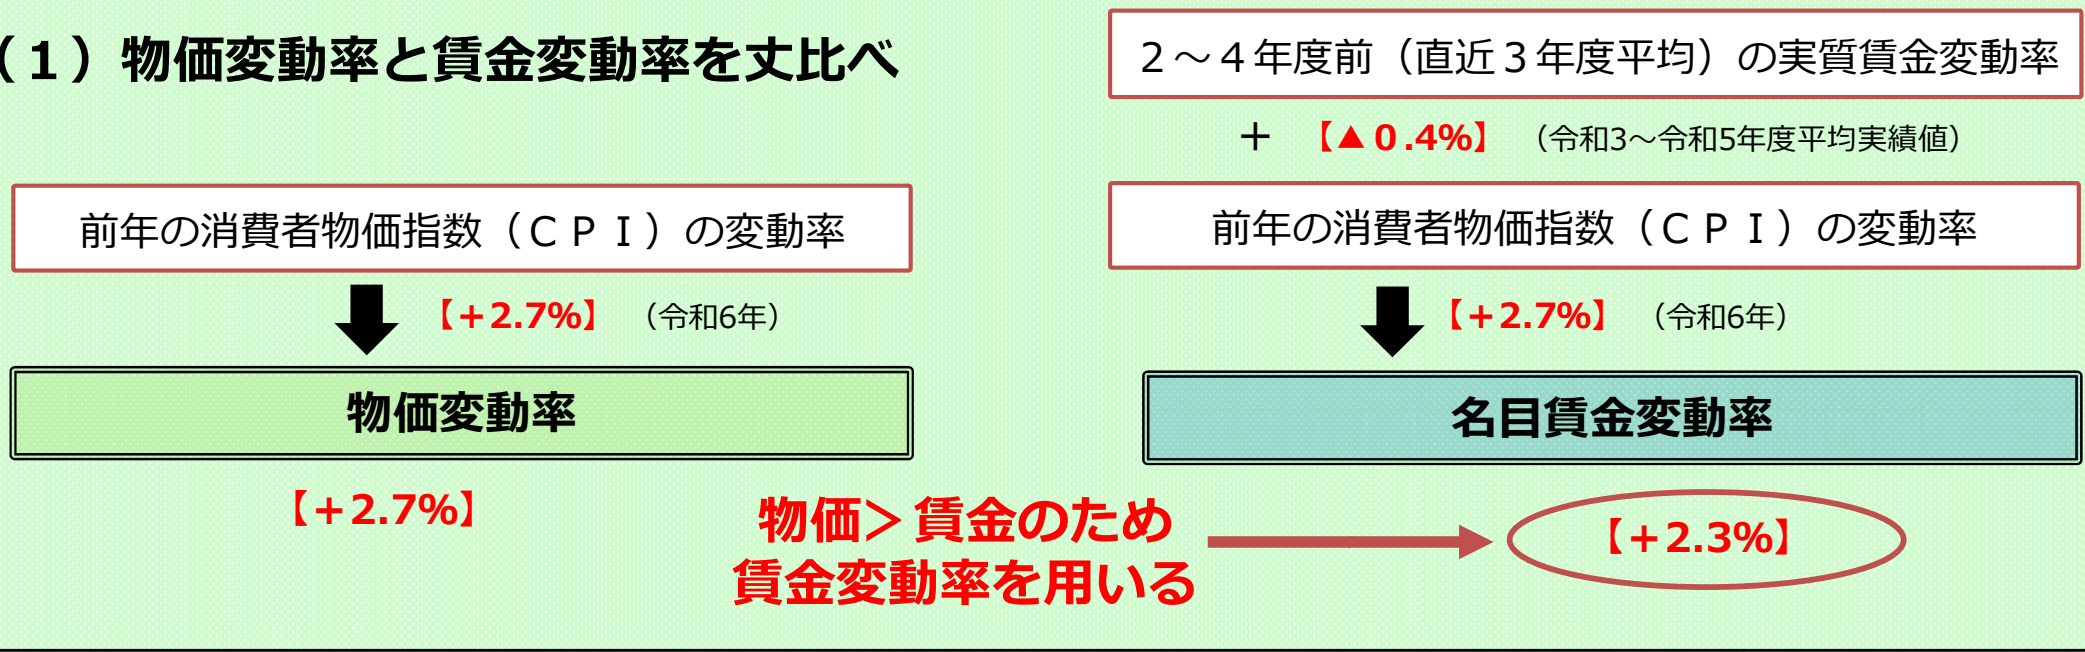 （１）物価変動率と賃金変動率を丈比べ
前年の消費者物価指数（ＣＰＩ）の変動率
【＋2.7%】（令和6年）
物価変動率
【＋2.7%】
２～４年度前（直近３年度平均）の実質賃金変動率
＋ 【▲０.4%】（令和3～令和5年度平均実績値）
前年の消費者物価指数（ＣＰＩ）の変動率
【＋2.7%】（令和6年）
名目賃金変動率
物価＞賃金のため
賃金変動率を用いる
【＋2.3%】